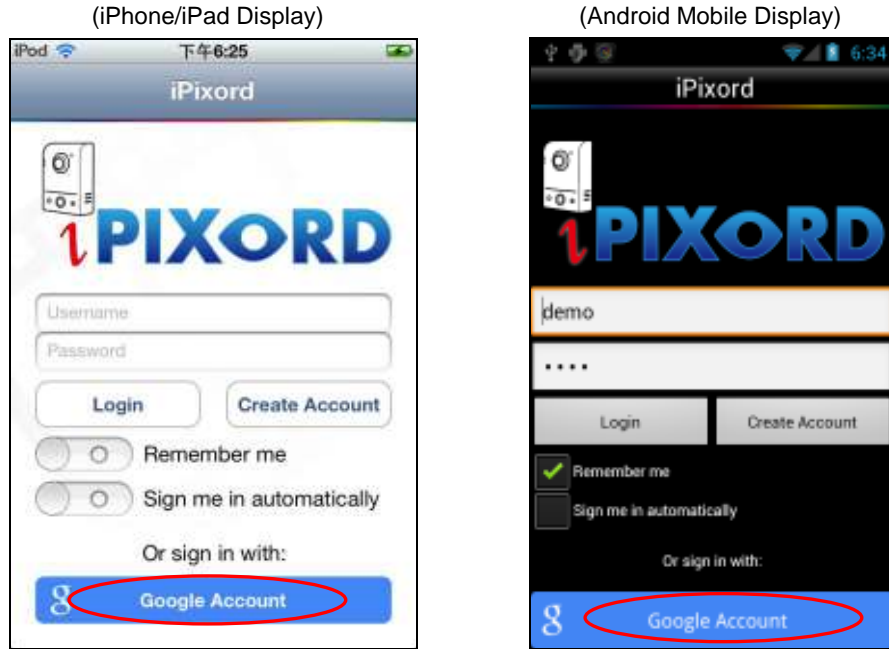 (iPhone/iPad Display)
iPod 下午6:25
iPixord
iPIXORD
Username
Password
Login Create Account
Remember me
Sign me in automatically
Or sign in with:
g Google Account
(Android Mobile Display)
6:34
iPixord
iPIXORD
demo
••••
Login Create Account
Remember me
Sign me in automatically
Or sign in with:
g Google Account